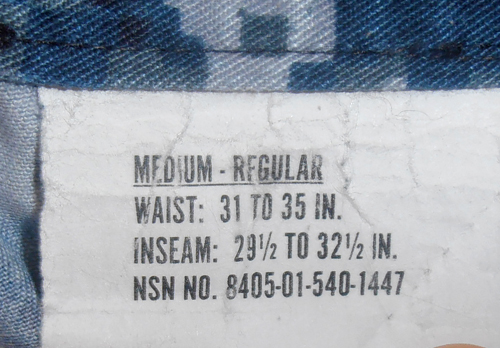 MEDIUM - REGULAR
WAIST: 31 TO 35 IN.
INSEAM: 29½ TO 32½ IN.
NSN NO. 8405-01-540-1447